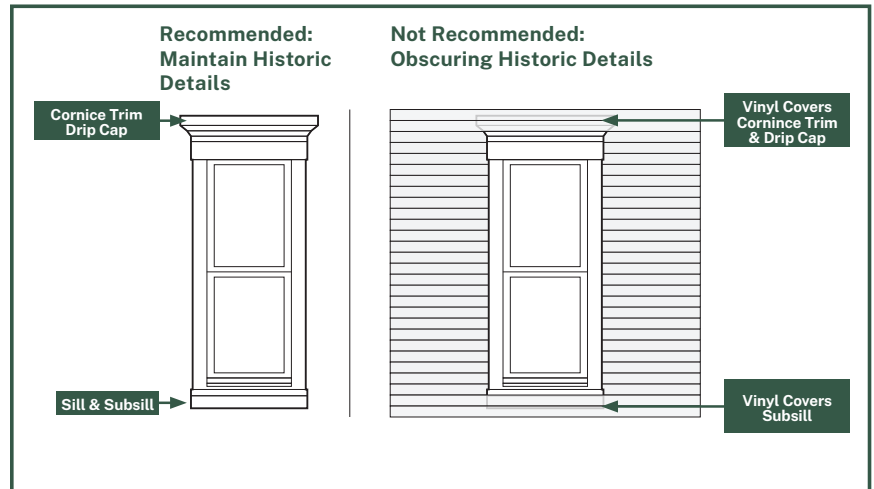 Recommended:
Maintain Historic
Details
Not Recommended:
Obscuring Historic Details
Cornice Trim
Drip Cap
Vinyl Covers
Cornince Trim
& Drip Cap
Sill & Subsill
Vinyl Covers
Subsill